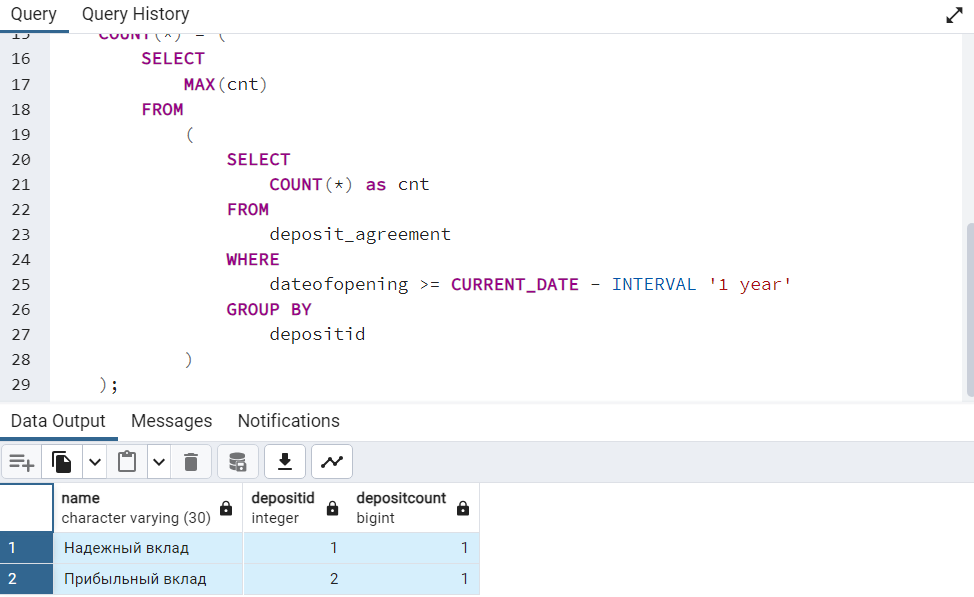 Query Query History
15 COUNT(*) = (
16 SELECT
17 MAX(cnt)
18 FROM
19 (
20 SELECT
21 COUNT(*) as cnt
22 FROM
23 deposit_agreement
24 WHERE
25 dateofopening >= CURRENT_DATE - INTERVAL '1 year'
26 GROUP BY
27 depositid
28 )
29 );
Data Output Messages Notifications
name depositid depositcount
character varying (30) integer bigint
1 Надежный вклад 1 1
2 Прибыльный вклад 2 1